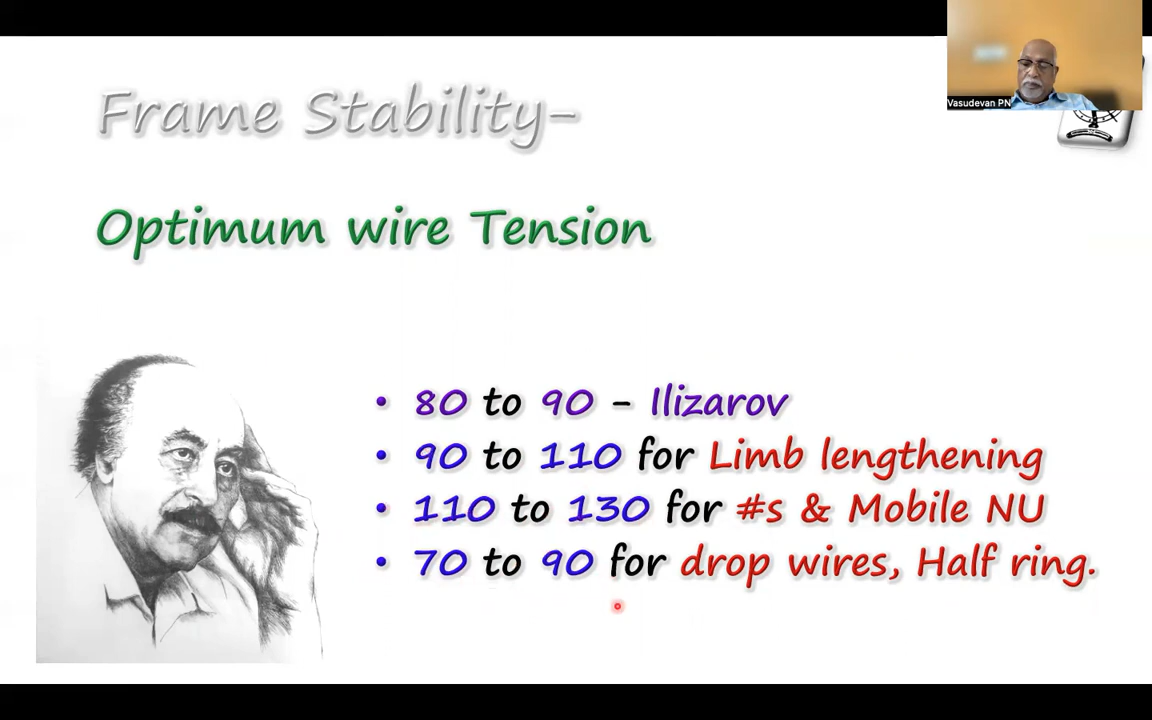 Vasudevan PN
Frame Stability-
Optimum wire Tension
• 80 to 90 - Ilizarov
• 90 to 110 for Limb lengthening
• 110 to 130 for #s & Mobile NU
• 70 to 90 for drop wires, Half ring.